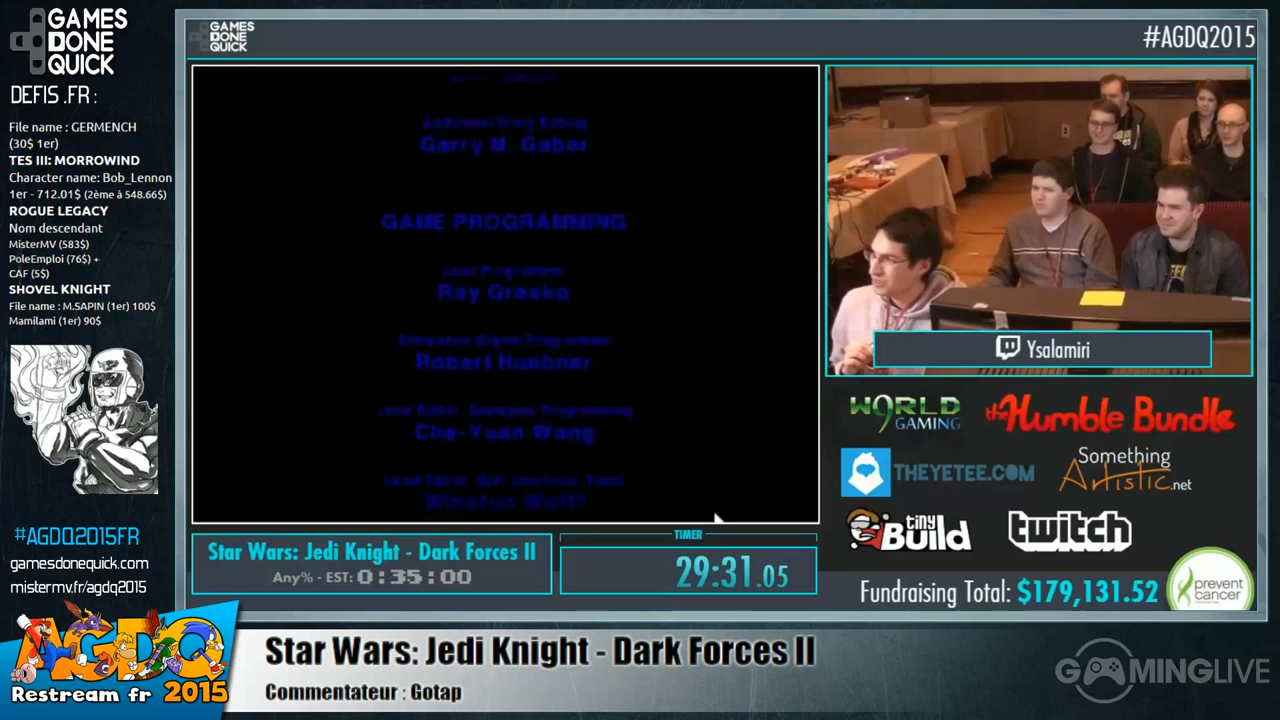 GAMES
DONE
QUICK
DEFIS .FR :
File name : GERMENCH
(30$ 1er)
TES III: MORROWIND
Character name: Bob_Lennon
1er - 712.01$ (2ème à 548.66$)
ROGUE LEGACY
Nom descendant
MisterMV (583$)
PoleEmploi (76$) +
CAF (5$)
SHOVEL KNIGHT
File name : M.SAPIN (1er) 100$
Mamilami (1er) 90$
#AGDQ2015FR
gamesdonequick.com
mistermv.fr/agdq2015
AGDQ
Restream fr 2015
GAMES
DONE
QUICK
#AGDQ2015
Additional Story Editing
Garry M. Gaber
GAME PROGRAMMING
Lead Programmer
Ray Gresko
Robert Huebner
Che-Yuan Wang
Winston Wolff
Ysalamiri
W9RLD
GAMING
the Humble Bundle
THEYETEE.COM
Something
Artistic.net
tiny
Build
twitch
Star Wars: Jedi Knight - Dark Forces II
Any% - EST: 0:35:00
TIMER
29:31.05
Fundraising Total: $179,131.52
prevent
cancer
Star Wars: Jedi Knight - Dark Forces II
Commentateur : Gotap
GAMINGLIVE